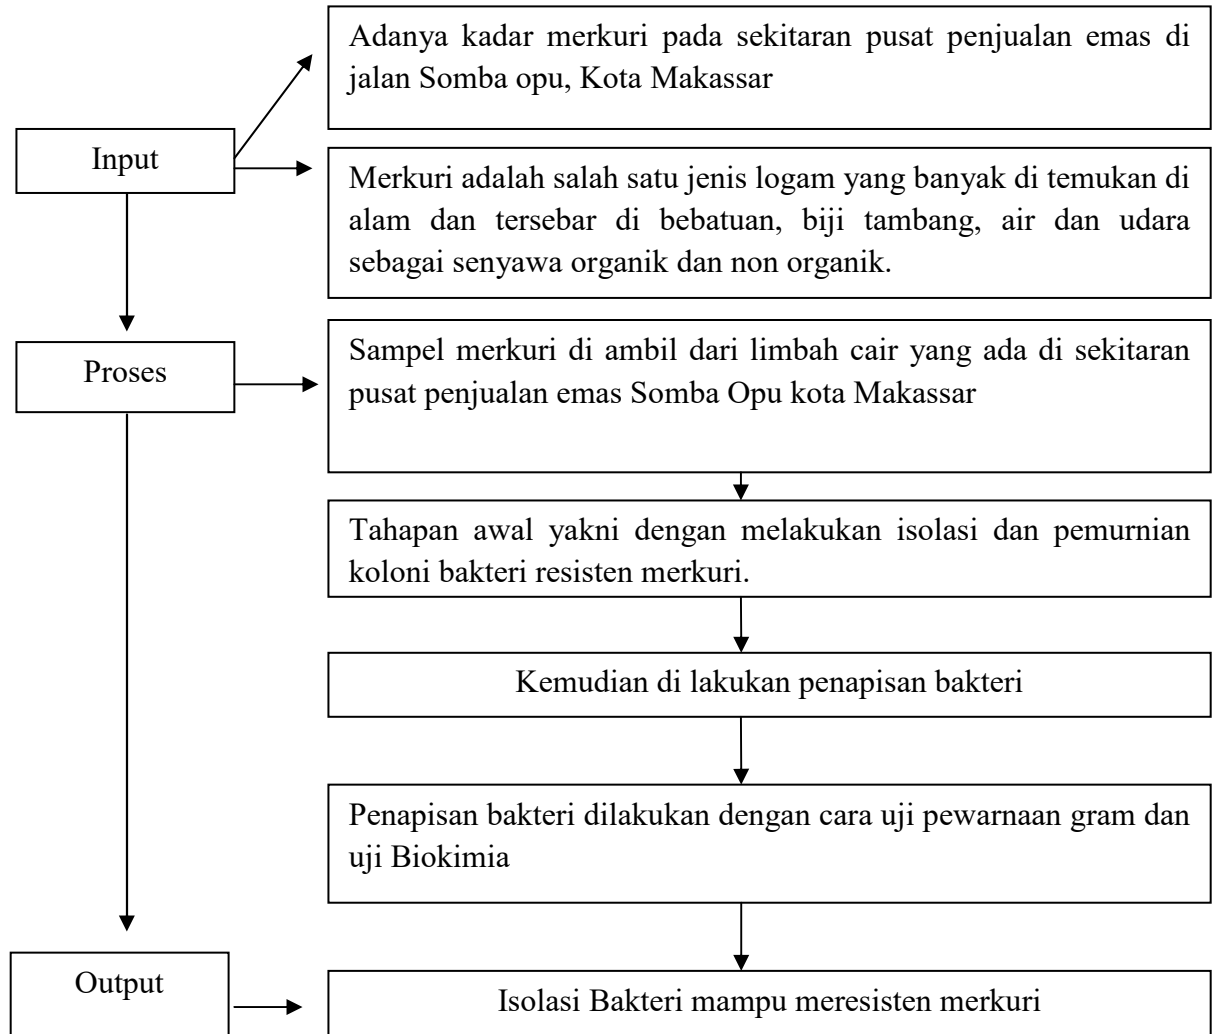 Adanya kadar merkuri pada sekitaran pusat penjualan emas di
jalan Somba opu, Kota Makassar
Input
Merkuri adalah salah satu jenis logam yang banyak di temukan di
alam dan tersebar di bebatuan, biji tambang, air dan udara
sebagai senyawa organik dan non organik.
Proses
Sampel merkuri di ambil dari limbah cair yang ada di sekitaran
pusat penjualan emas Somba Opu kota Makassar
Tahapan awal yakni dengan melakukan isolasi dan pemurnian
koloni bakteri resisten merkuri.
Kemudian di lakukan penapisan bakteri
Penapisan bakteri dilakukan dengan cara uji pewarnaan gram dan
uji Biokimia
Output
Isolasi Bakteri mampu meresisten merkuri